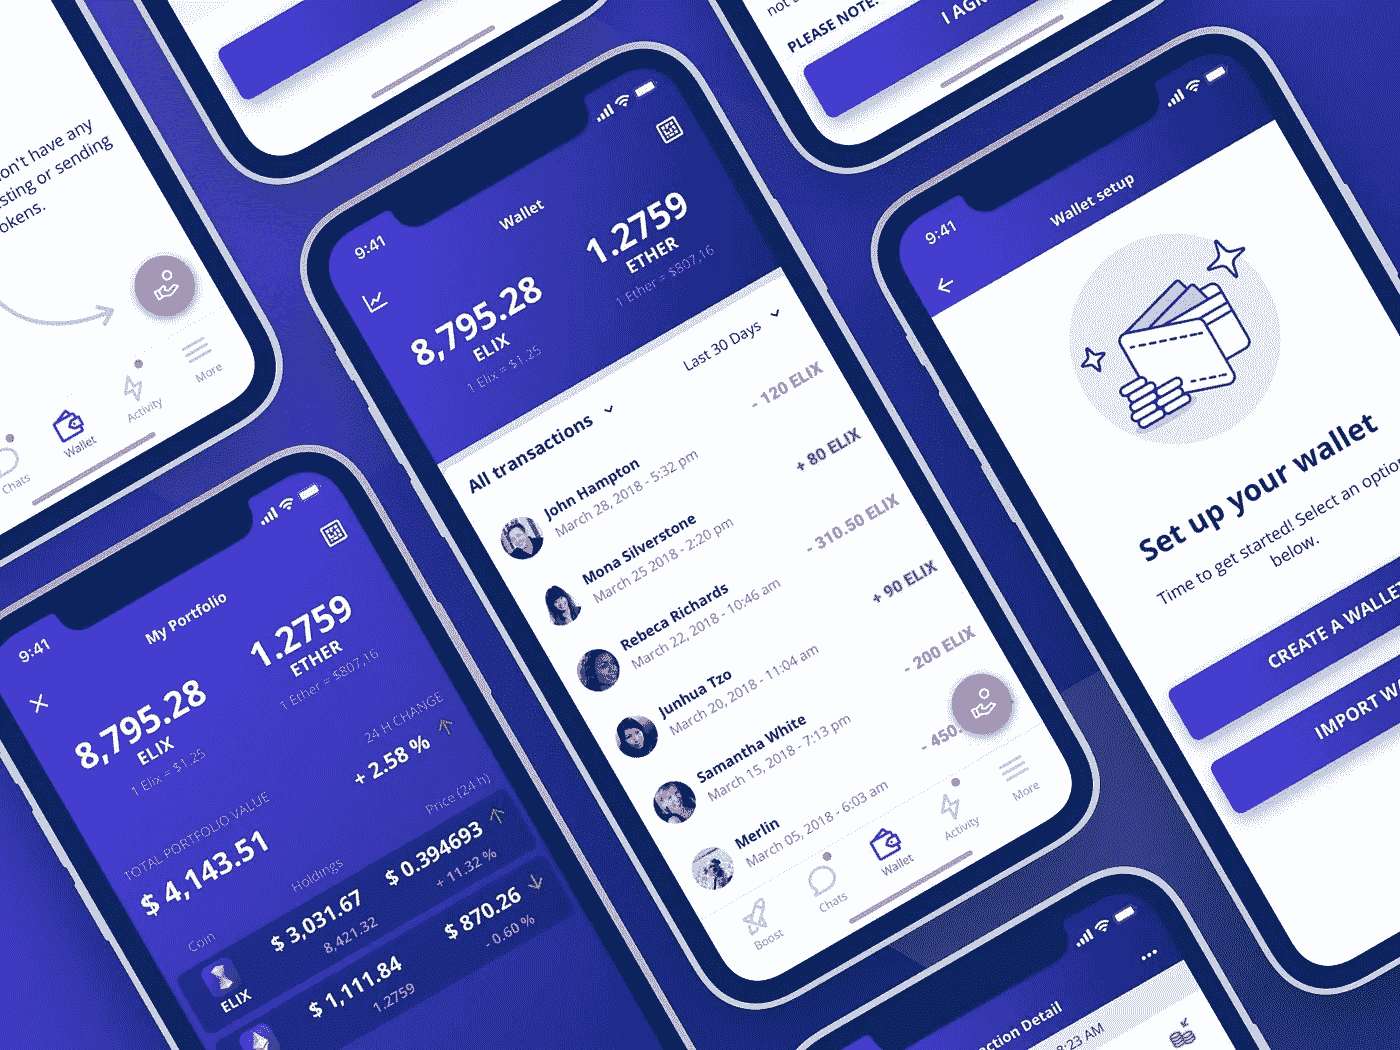 on't have any
sting or sending
okens.
Chats
Wallet
Activity
More
not
PLEASE NOTE:
I AGR
9:41
Wallet
8,795.28
ELIX
1 Elix = $1.25
1.2759
ETHER
1 Ether = $807,16
All transactions
Last 30 Days
John Hampton
March 28, 2018 - 5:32 pm
- 120 ELIX
Mona Silverstone
March 25 2018 - 2:20 pm
+ 80 ELIX
Rebeca Richards
March 22, 2018 - 10:46 am
- 310.50 ELIX
Junhua Tzo
March 20, 2018 - 11:04 am
+ 90 ELIX
Samantha White
March 15, 2018 - 7:13 pm
- 200 ELIX
Merlin
March 05, 2018 - 6:03 am
- 450.
Boost
Chats
Wallet
Activity
More
9:41
Wallet setup
Set up your wallet
Time to get started! Select an option
below.
CREATE A WALLET
IMPORT WA
9:41
My Portfolio
8,795.28
ELIX
1 Elix = $1.25
1.2759
ETHER
1 Ether = $807,16
TOTAL PORTFOLIO VALUE
$ 4,143.51
24 H CHANGE
+ 2.58 %
Coin
Holdings
Price (24 h)
ELIX
$ 3,031.67
8,421.32
$ 0.394693
+ 11.32 %
$ 1,111.84
1.2759
$ 870.26
- 0.60 %
action Detail
8:23 AM